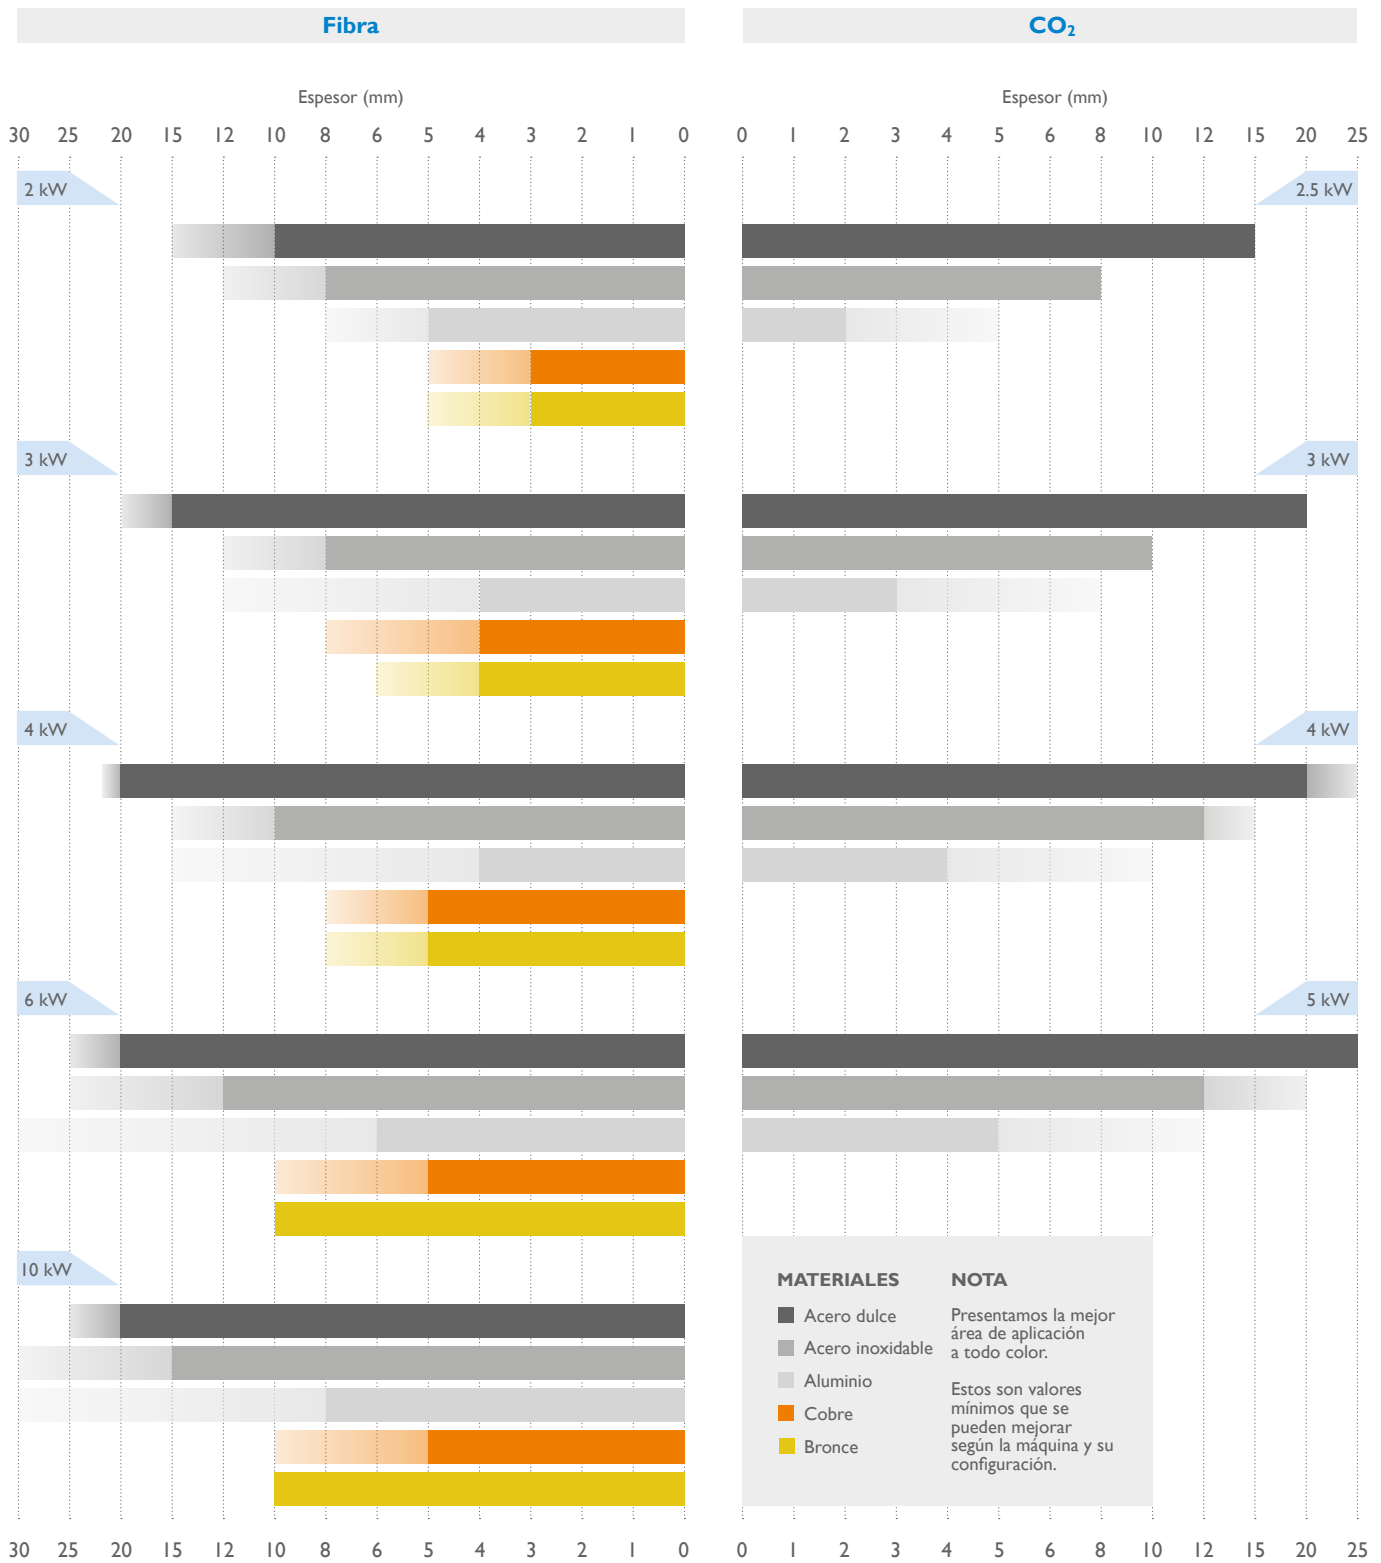 Fibra
CO₂
Espesor (mm)
Espesor (mm)
30 25 20 15 12 10 8 6 5 4 3 2 1 0
0 1 2 3 4 5 6 8 10 12 15 20 25
2 kW
2.5 kW
3 kW
3 kW
4 kW
4 kW
6 kW
5 kW
10 kW
MATERIALES
Acero dulce
Acero inoxidable
Aluminio
Cobre
Bronce
NOTA
Presentamos la mejor
área de aplicación
a todo color.
Estos son valores
mínimos que se
pueden mejorar
según la máquina y su
configuración.
30 25 20 15 12 10 8 6 5 4 3 2 1 0
0 1 2 3 4 5 6 8 10 12 15 20 25